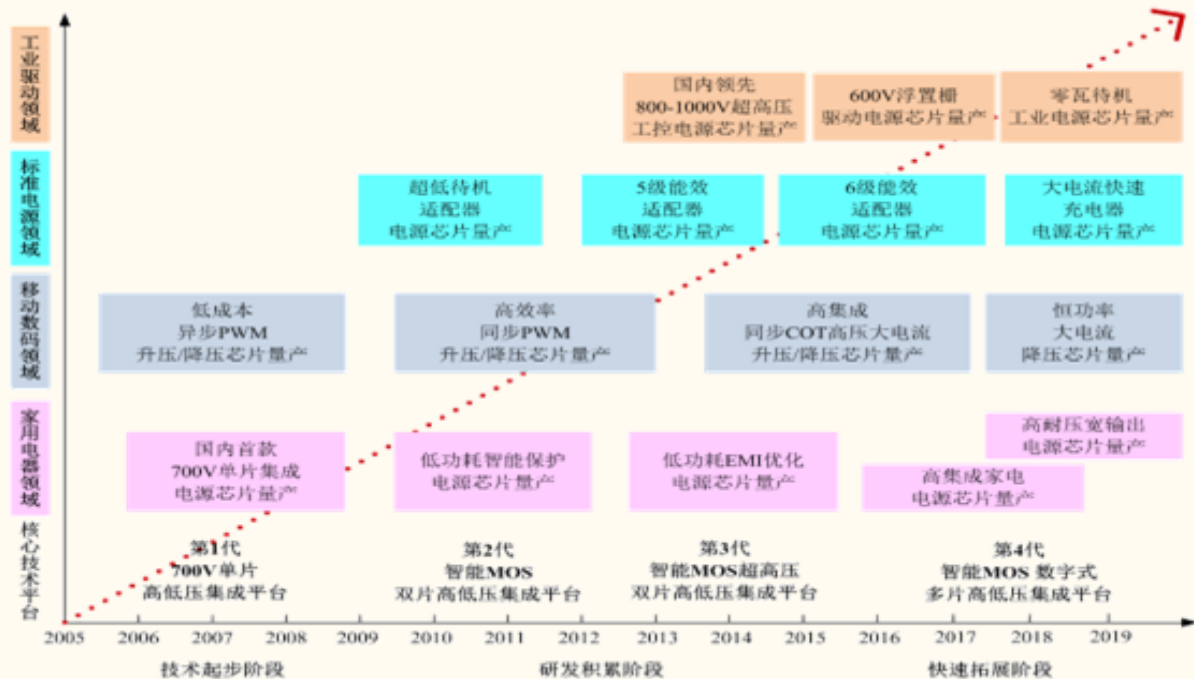 工业驱动领域
国内领先
800-1000V超高压
工控电源芯片量产
600V浮置栅
驱动电源芯片量产
零瓦待机
工业电源芯片量产
标准电源领域
超低待机
适配器
电源芯片量产
5级能效
适配器
电源芯片量产
6级能效
适配器
电源芯片量产
大电流快速
充电器
电源芯片量产
移动数码领域
低成本
异步PWM
升压/降压芯片量产
高效率
同步PWM
升压/降压芯片量产
高集成
同步COT高压大电流
升压/降压芯片量产
恒功率
大电流
降压芯片量产
家用电器领域
国内首款
700V单片集成
电源芯片量产
低功耗智能保护
电源芯片量产
低功耗EMI优化
电源芯片量产
高耐压宽输出
电源芯片量产
高集成家电
电源芯片量产
核心技术平台
第1代
700V单片
高低压集成平台
第2代
智能MOS
双片高低压集成平台
第3代
智能MOS超高压
双片高低压集成平台
第4代
智能MOS 数字式
多片高低压集成平台
2005 2006 2007 2008 2009 2010 2011 2012 2013 2014 2015 2016 2017 2018 2019
技术起步阶段 研发积累阶段 快速拓展阶段